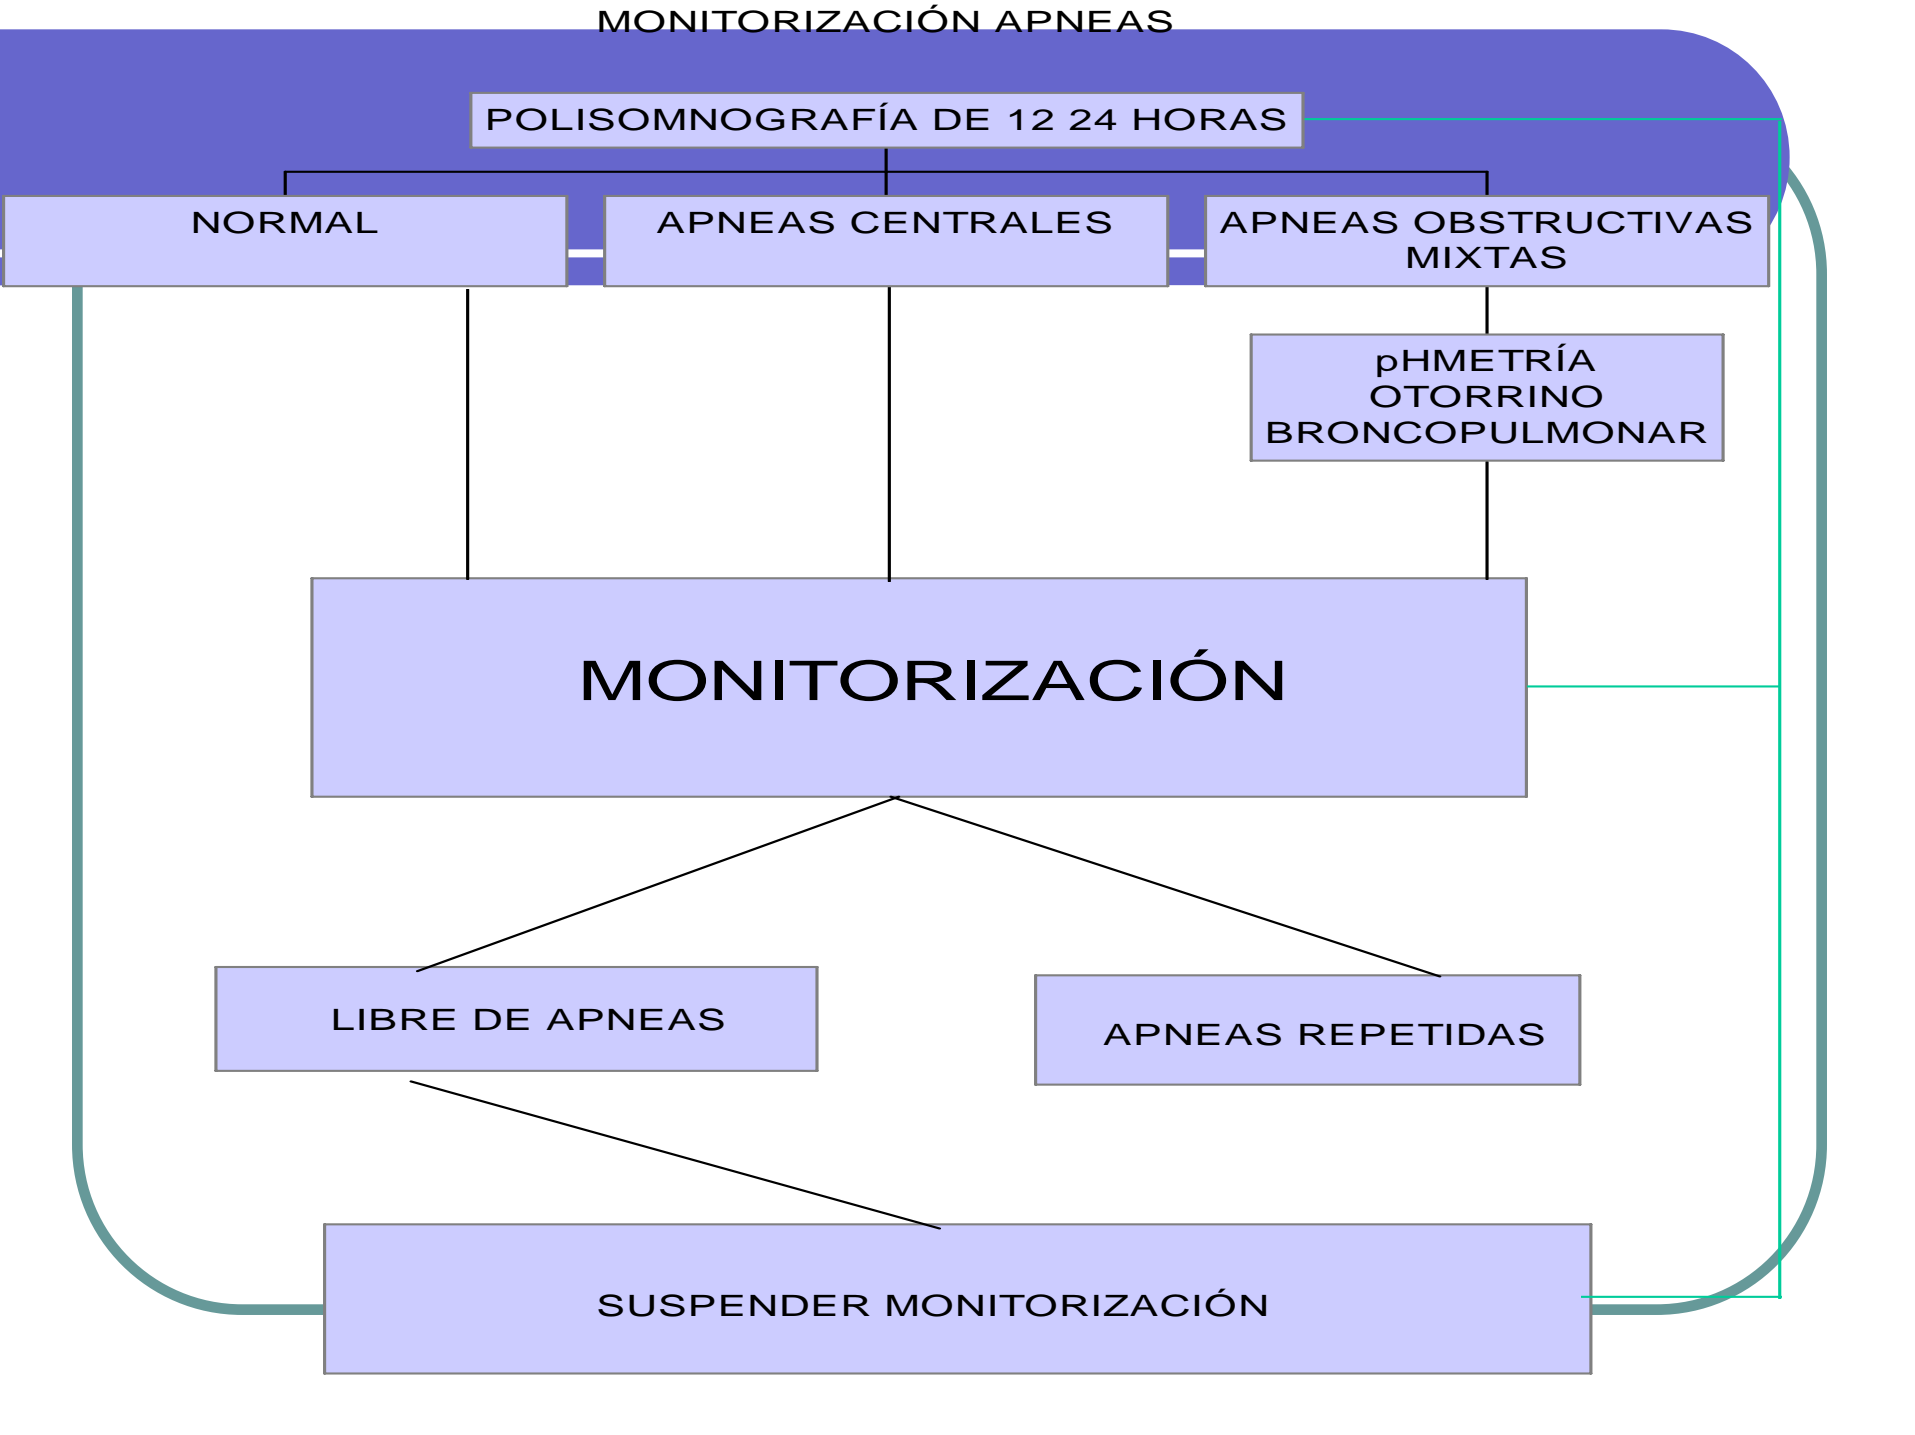 MONITORIZACIÓN APNEAS
POLISOMNOGRAFÍA DE 12 24 HORAS
NORMAL
APNEAS CENTRALES
APNEAS OBSTRUCTIVAS
MIXTAS
pHMETRÍA
OTORRINO
BRONCOPULMONAR
MONITORIZACIÓN
LIBRE DE APNEAS
APNEAS REPETIDAS
SUSPENDER MONITORIZACIÓN